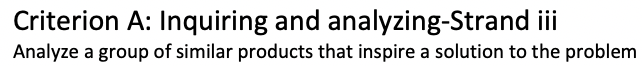 Criterion A: Inquiring and analyzing-Strand iii
Analyze a group of similar products that inspire a solution to the problem